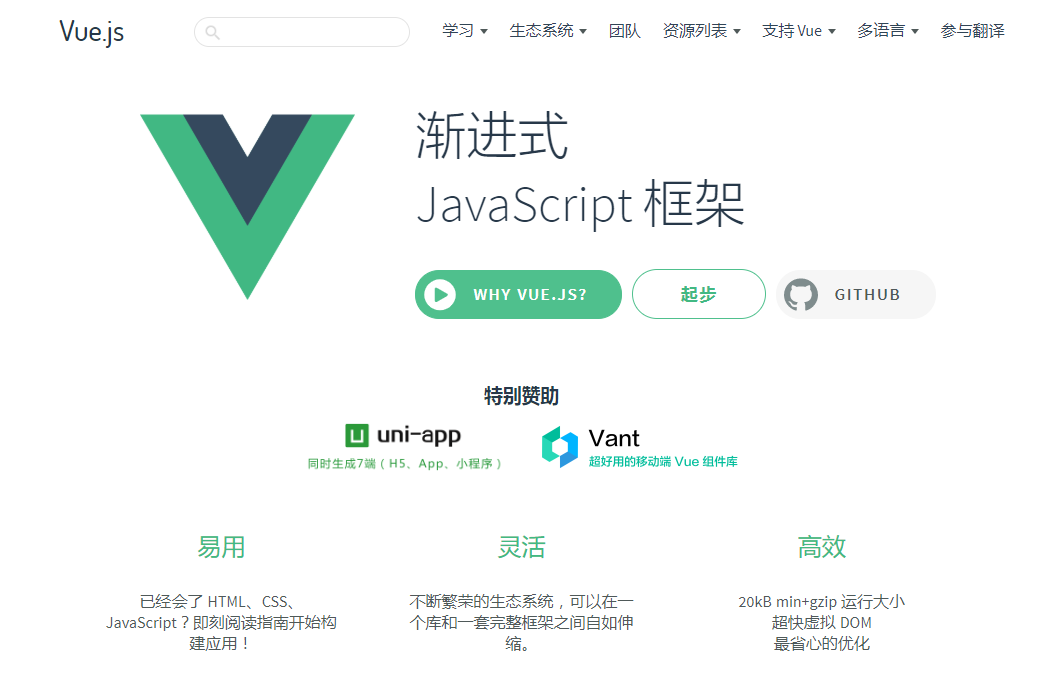 Vue.js
学习 生态系统 团队 资源列表 支持 Vue 多语言 参与翻译
渐进式
JavaScript 框架
WHY VUE.JS?
起步
GITHUB
特别赞助
uni-app
同时生成7端（H5、App、小程序）
Vant
超好用的移动端 Vue 组件库
易用
已经会了 HTML、CSS、
JavaScript？即刻阅读指南开始构
建应用！
灵活
不断繁荣的生态系统，可以在一
个库和一套完整框架之间自如伸
缩。
高效
20kB min+gzip 运行大小
超快虚拟 DOM
最省心的优化